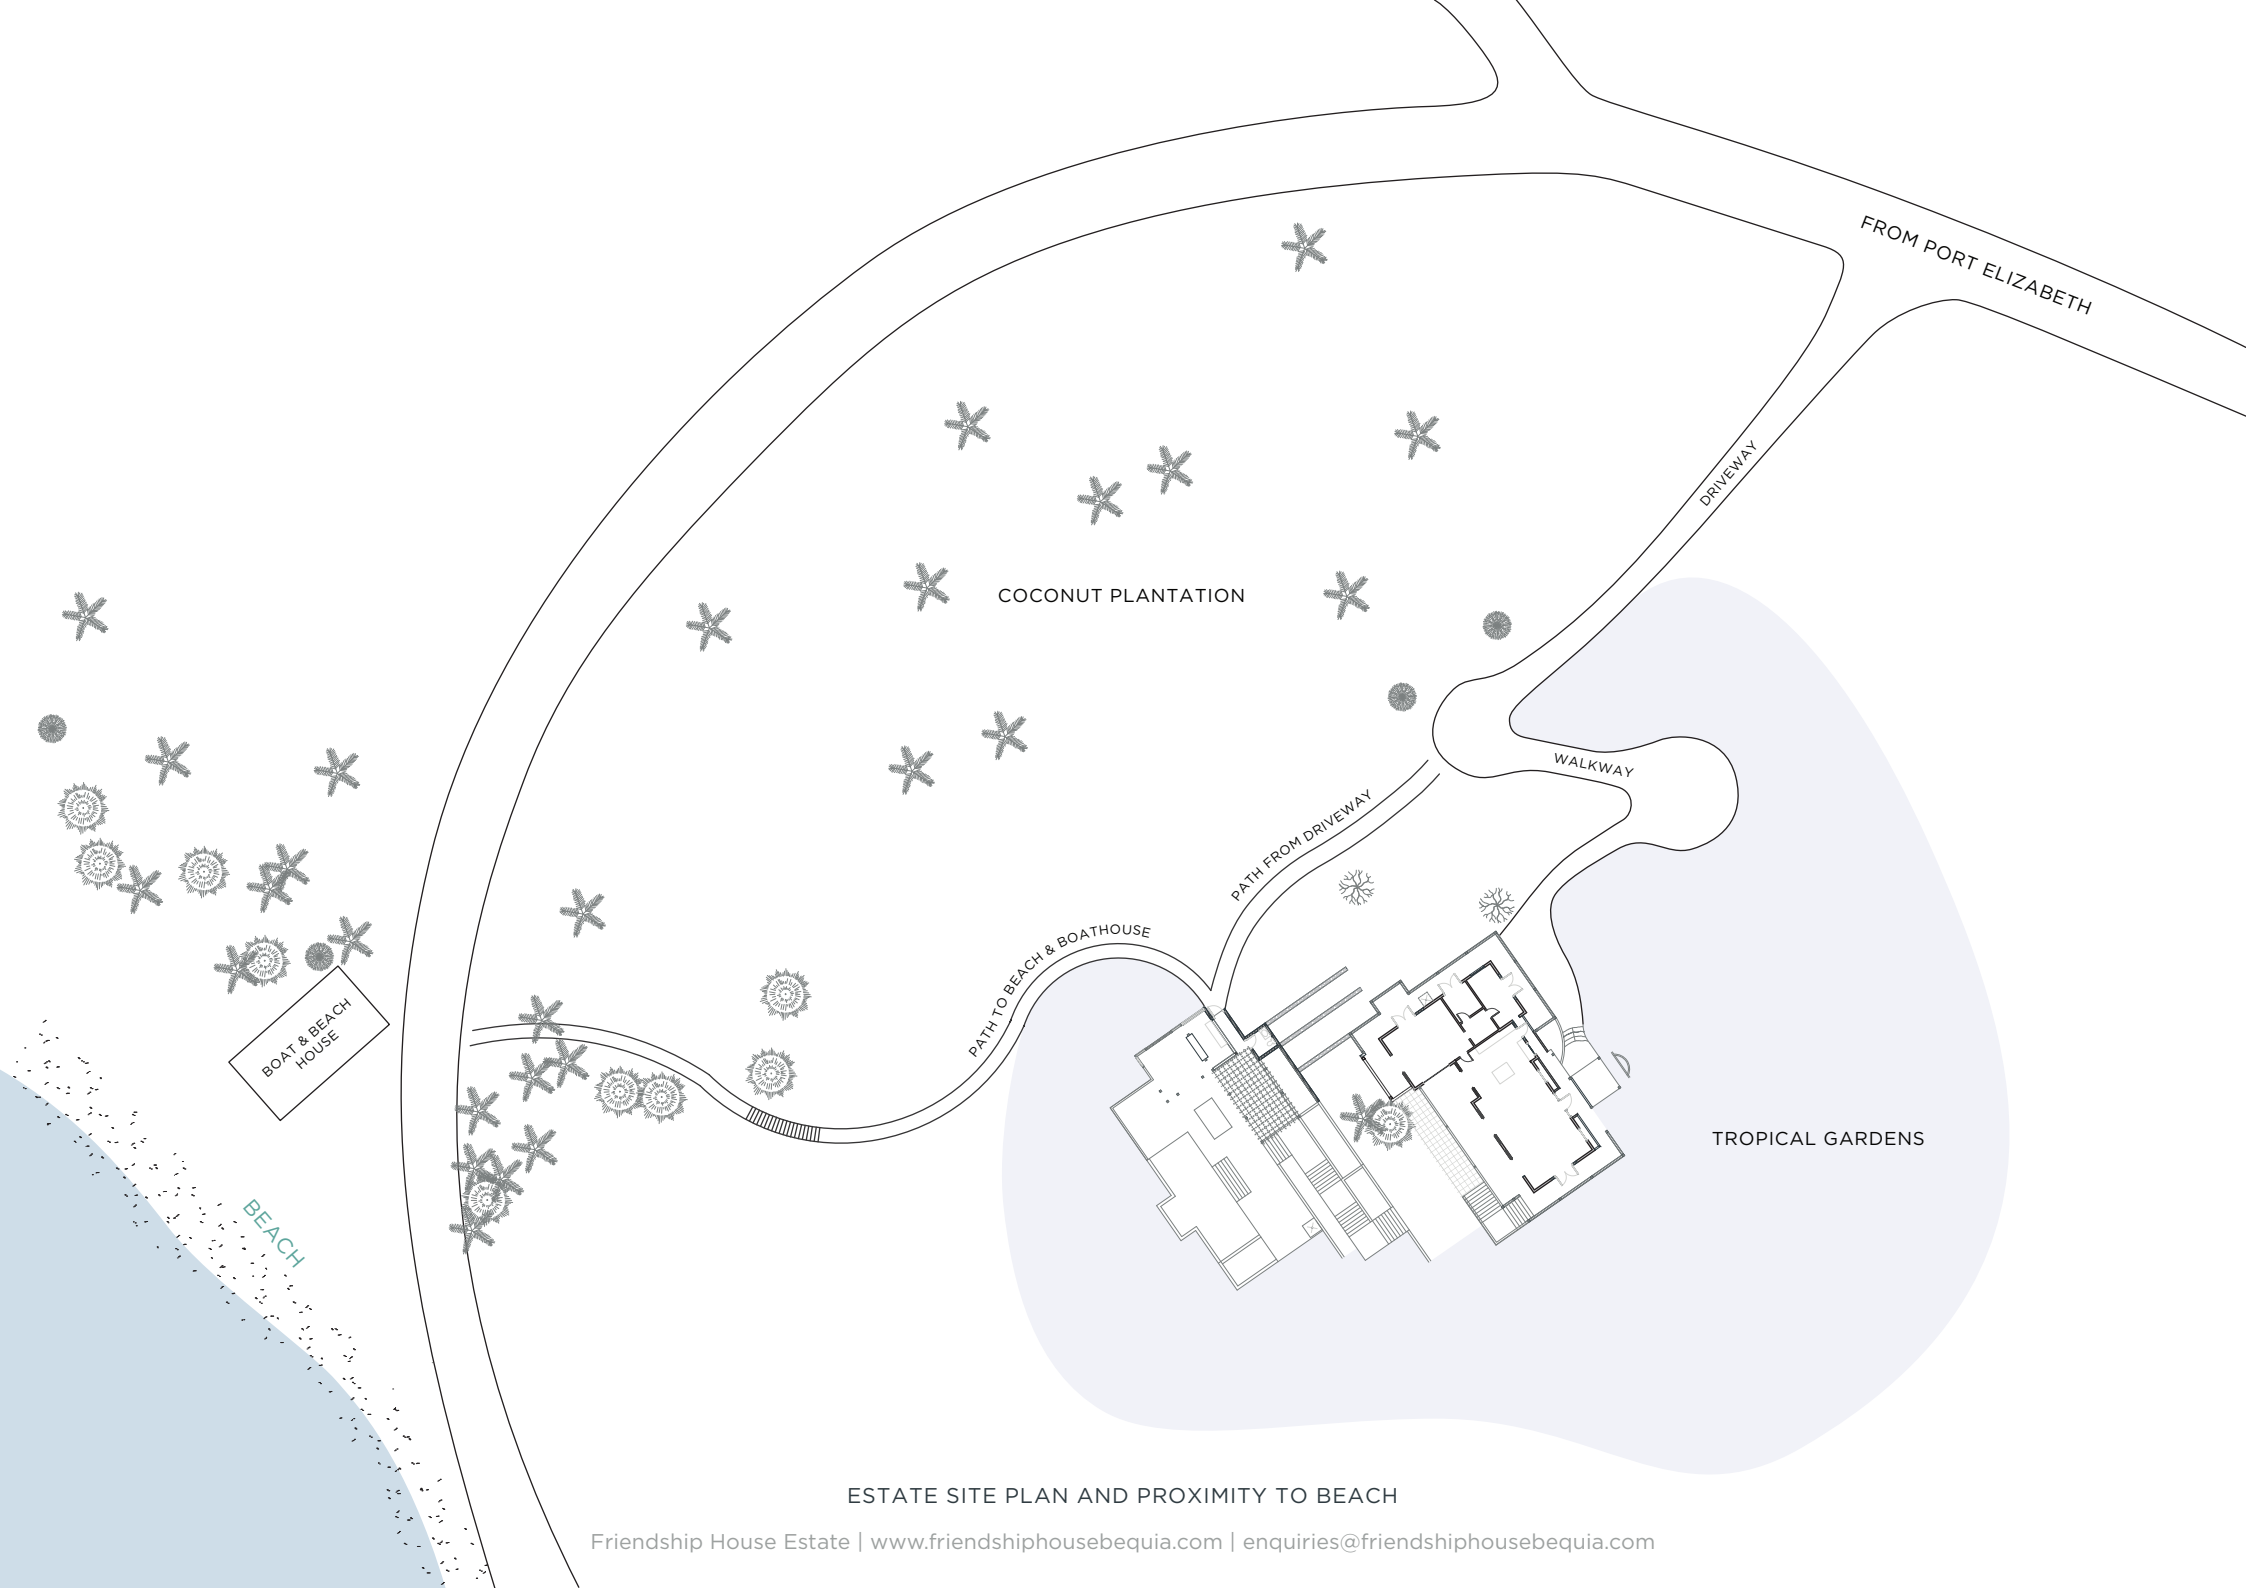 FROM PORT ELIZABETH
DRIVEWAY
COCONUT PLANTATION
WALKWAY
PATH FROM DRIVEWAY
PATH TO BEACH & BOATHOUSE
BOAT & BEACH
HOUSE
TROPICAL GARDENS
BEACH
ESTATE SITE PLAN AND PROXIMITY TO BEACH
Friendship House Estate | www.friendshiphousebequia.com | enquiries@friendshiphousebequia.com